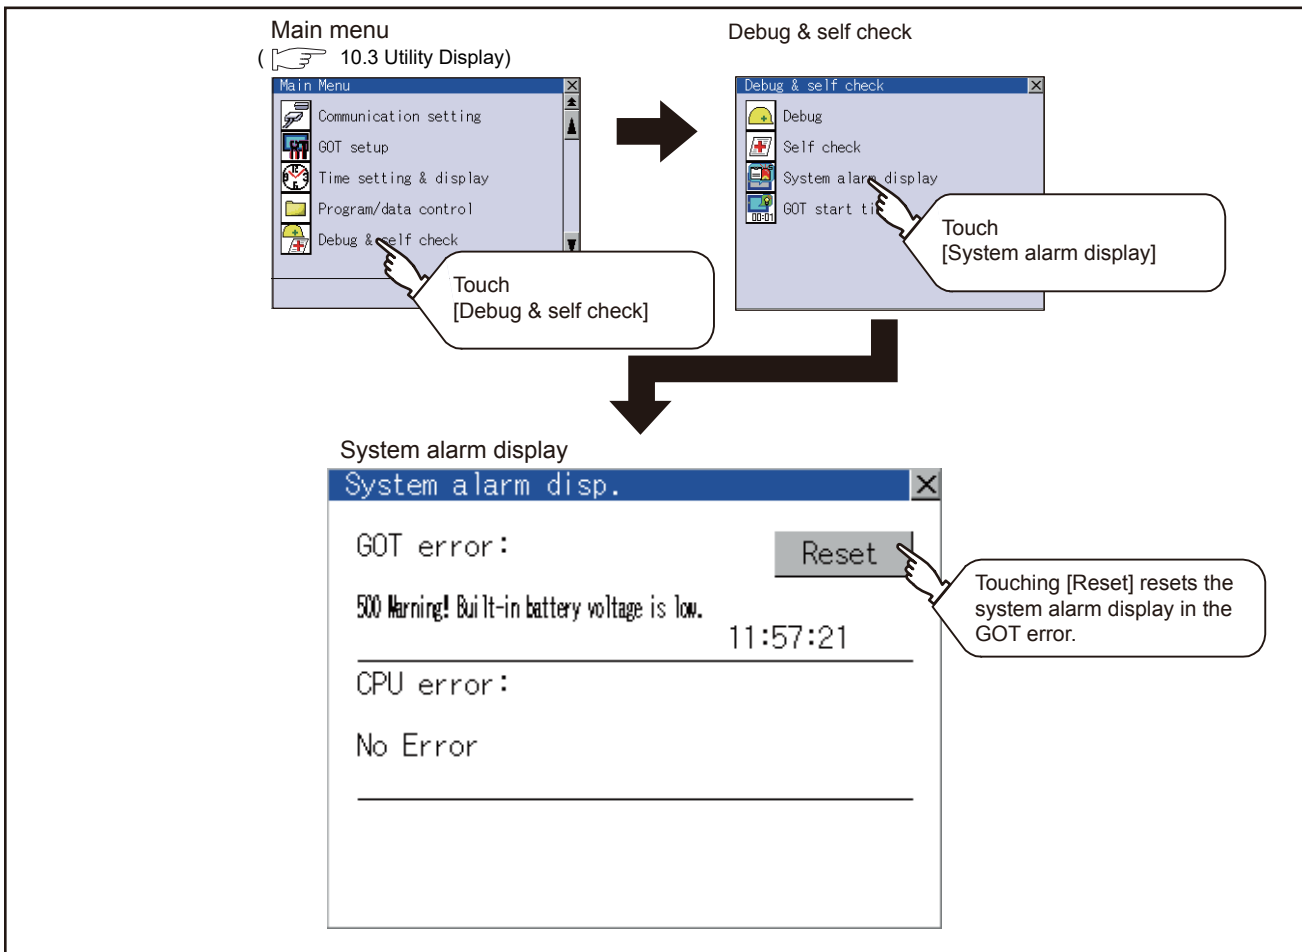 Main menu
( 10.3 Utility Display)
Main Menu
Communication setting
GOT setup
Time setting & display
Program/data control
Debug & self check
Touch
[Debug & self check]
Debug & self check
Debug & self check
Debug
Self check
System alarm display
00:01
GOT start ti
Touch
[System alarm display]
System alarm display
System alarm disp.
GOT error:
Reset
500 Warning! Built-in battery voltage is low.
11:57:21
CPU error:
No Error
Touching [Reset] resets the
system alarm display in the
GOT error.